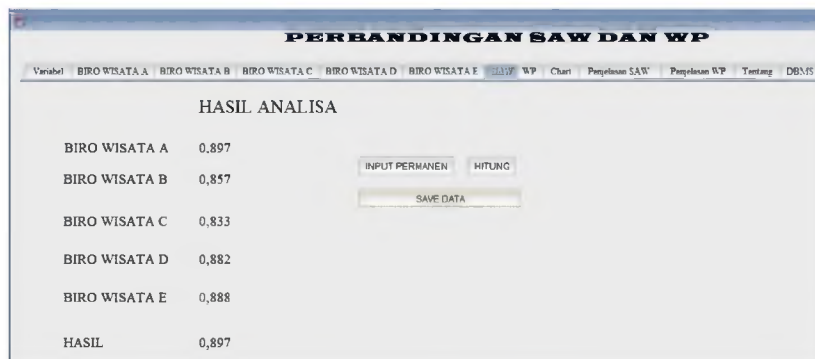 PERBANDINGAN SAW DAN WP
Variabel BIRO WISATA A BIRO WISATA B BIRO WISATA C BIRO WISATA D BIRO WISATA E SAW WP Chart Penjelasan SAW Penjelasan WP Tentang DBMS
HASIL ANALISA
BIRO WISATA A 0,897
INPUT PERMANEN HITUNG
BIRO WISATA B 0,857
SAVE DATA
BIRO WISATA C 0,833
BIRO WISATA D 0,882
BIRO WISATA E 0,888
HASIL 0,897